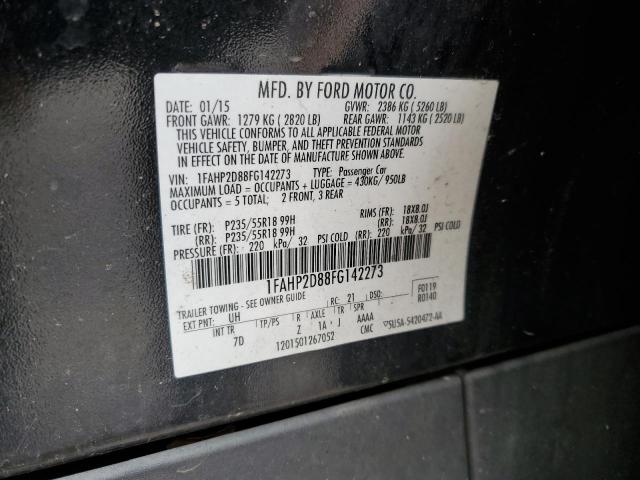 MFD. BY FORD MOTOR CO.
DATE: 01/15 GVWR: 2386 KG ( 5260 LB)
FRONT GAWR: 1279 KG ( 2820 LB) REAR GAWR: 1143 KG ( 2520 LB)
THIS VEHICLE CONFORMS TO ALL APPLICABLE FEDERAL MOTOR
VEHICLE SAFETY, BUMPER, AND THEFT PREVENTION STANDARDS IN
EFFECT ON THE DATE OF MANUFACTURE SHOWN ABOVE.
VIN: 1FAHP2D88FG142273 TYPE: Passenger Car
MAXIMUM LOAD = OCCUPANTS + LUGGAGE = 430KG/ 950LB
OCCUPANTS = 5 TOTAL; 2 FRONT, 3 REAR
TIRE (FR): P235/55R18 99H RIMS (FR): 18X8.0J
(RR): P235/55R18 99H (RR): 18X8.0J
PRESSURE (FR): 220 kPa/ 32 PSI COLD (RR): 220 kPa/ 32 PSI COLD
1FAHP2D88FG142273
TRAILER TOWING - SEE OWNER GUIDE F0119
EXT PNT: UH RC: 21 DSO: R0140
INT TR TP/PS R AXLE TR SPR
7D Z 1A J AAAA
1201501267052 CMC 5U5A-5420472-AA